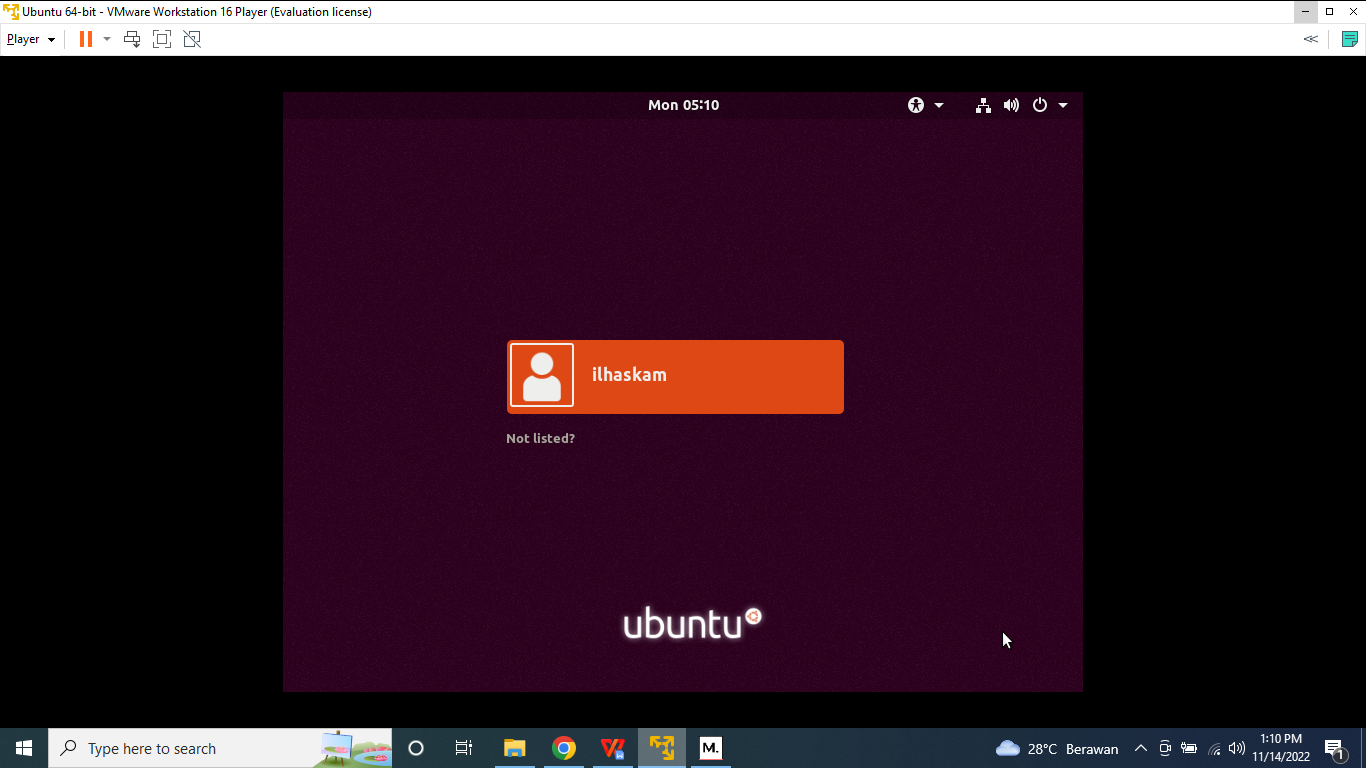 Ubuntu 64-bit - VMware Workstation 16 Player (Evaluation license)
Player
Mon 05:10
ilhaskam
Not listed?
ubuntu
Type here to search
M.
28°C Berawan
1:10 PM
11/14/2022
1